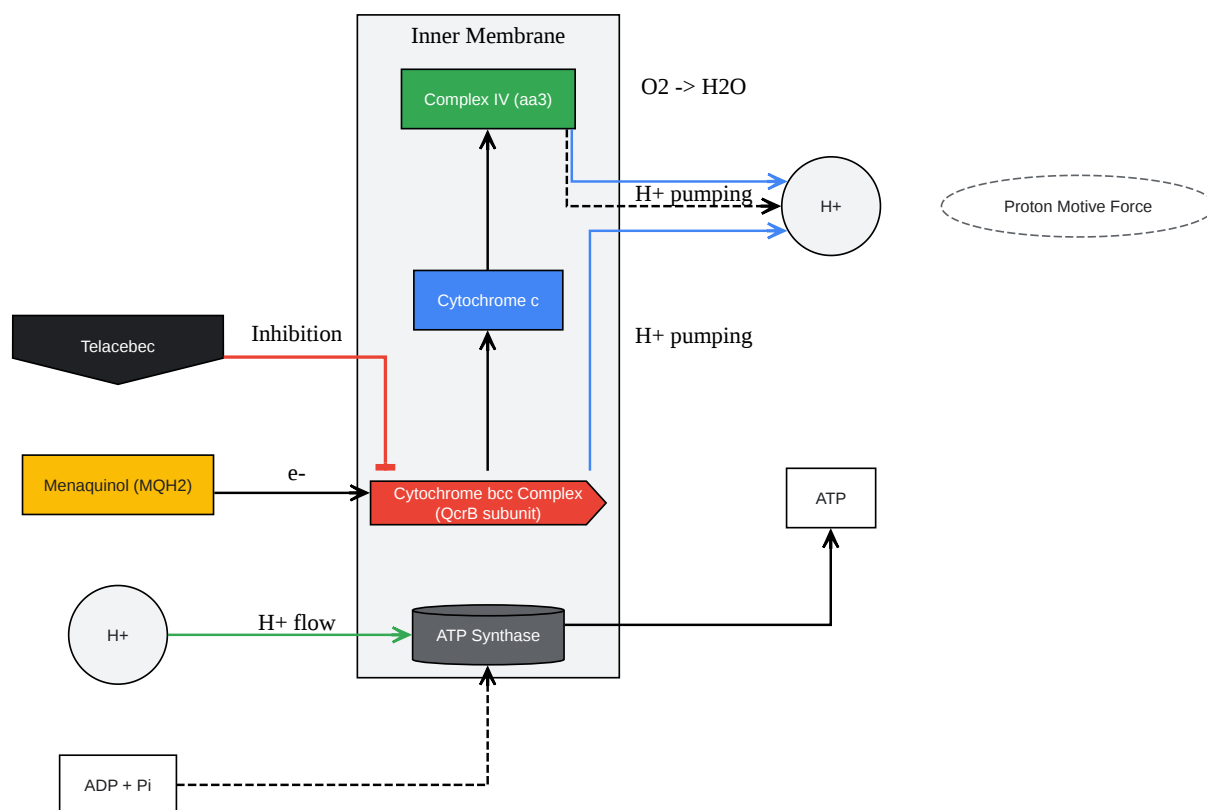 Inner Membrane
Complex IV (aa3)
O2 -> H2O
H+ pumping
H+
Proton Motive Force
Cytochrome c
Telacebec
Inhibition
H+ pumping
Menaquinol (MQH2)
e-
Cytochrome bcc Complex
(QcrB subunit)
ATP
H+
H+ flow
ATP Synthase
ADP + Pi